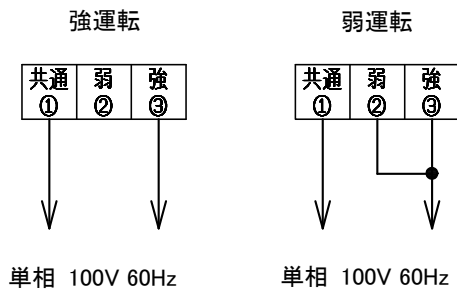 強運転
共通 弱 強
① ② ③
単相 100V 60Hz
弱運転
共通 弱 強
① ② ③
単相 100V 60Hz